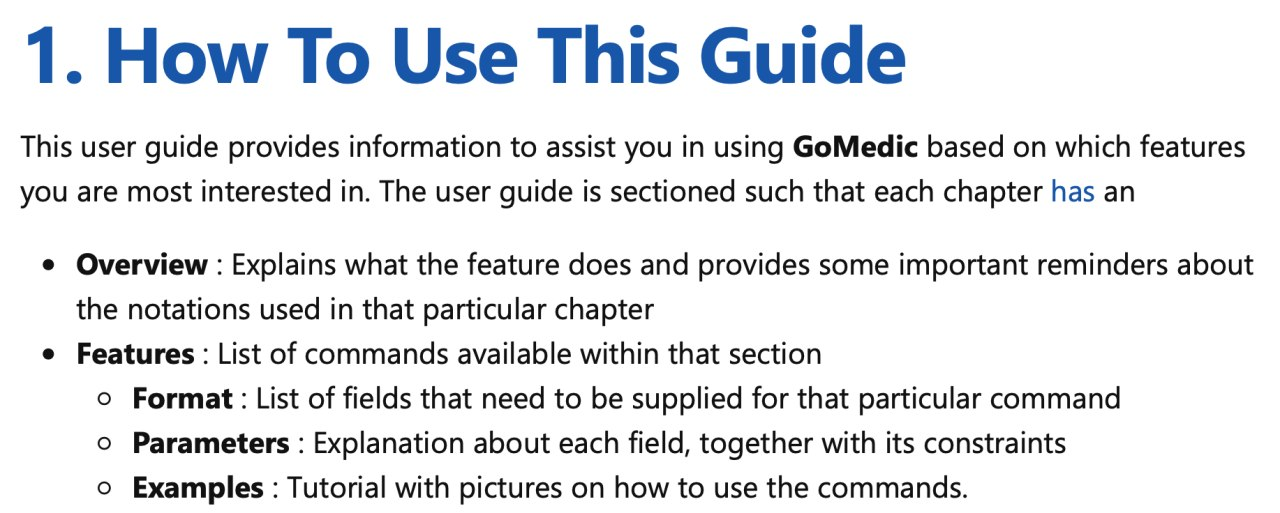 1. How To Use This Guide
This user guide provides information to assist you in using GoMedic based on which features
you are most interested in. The user guide is sectioned such that each chapter has an
• Overview : Explains what the feature does and provides some important reminders about
the notations used in that particular chapter
• Features : List of commands available within that section
◦ Format : List of fields that need to be supplied for that particular command
◦ Parameters : Explanation about each field, together with its constraints
◦ Examples : Tutorial with pictures on how to use the commands.